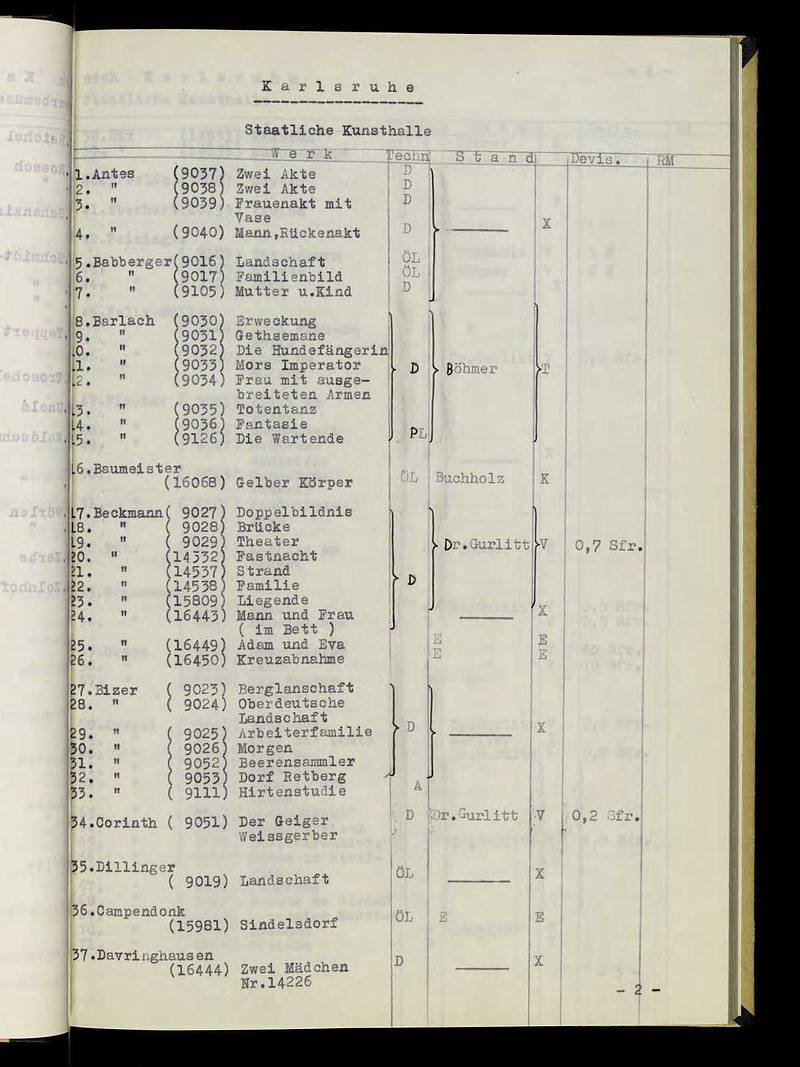 Karlsruhe
Staatliche Kunsthalle
Werk Techn Stand Devis. RM
1.Antes (9037) Zwei Akte D
2. " (9038) Zwei Akte D
3. " (9039) Frauenakt mit D
Vase
4. " (9040) Mann,Rückenakt D X
5.Babberger(9016) Landschaft ÖL
6. " (9017) Familienbild ÖL
7. " (9105) Mutter u.Kind D
8.Barlach (9030) Erweckung
9. " (9031) Gethsemane
10. " (9032) Die Hundefängerin
11. " (9033) Mors Imperator D Böhmer T
12. " (9034) Frau mit ausge-
breiteten Armen
13. " (9035) Totentanz
14. " (9036) Fantasie
15. " (9126) Die Wartende PL
16.Baumeister
(16068) Gelber Körper ÖL Buchholz K
17.Beckmann( 9027) Doppelbildnis
18. " ( 9028) Brücke
19. " ( 9029) Theater Dr.Gurlitt V 0,7 Sfr.
20. " (14532) Fastnacht
21. " (14537) Strand D
22. " (14538) Familie
23. " (15809) Liegende
24. " (16443) Mann und Frau X
( im Bett )
25. " (16449) Adam und Eva E E
26. " (16450) Kreuzabnahme E E
27.Bizer ( 9023) Berglanschaft
28. " ( 9024) Oberdeutsche
Landschaft
29. " ( 9025) Arbeiterfamilie D X
30. " ( 9026) Morgen
31. " ( 9052) Beerensammler
32. " ( 9053) Dorf Retberg
33. " ( 9111) Hirtenstudie A
34.Corinth ( 9051) Der Geiger D Dr.Gurlitt V 0,2 Sfr.
Weissgerber
35.Dillinger
( 9019) Landschaft ÖL X
36.Campendonk
(15981) Sindelsdorf ÖL E E
37.Davringhausen
(16444) Zwei Mädchen D X
Nr.14226
- 2 -